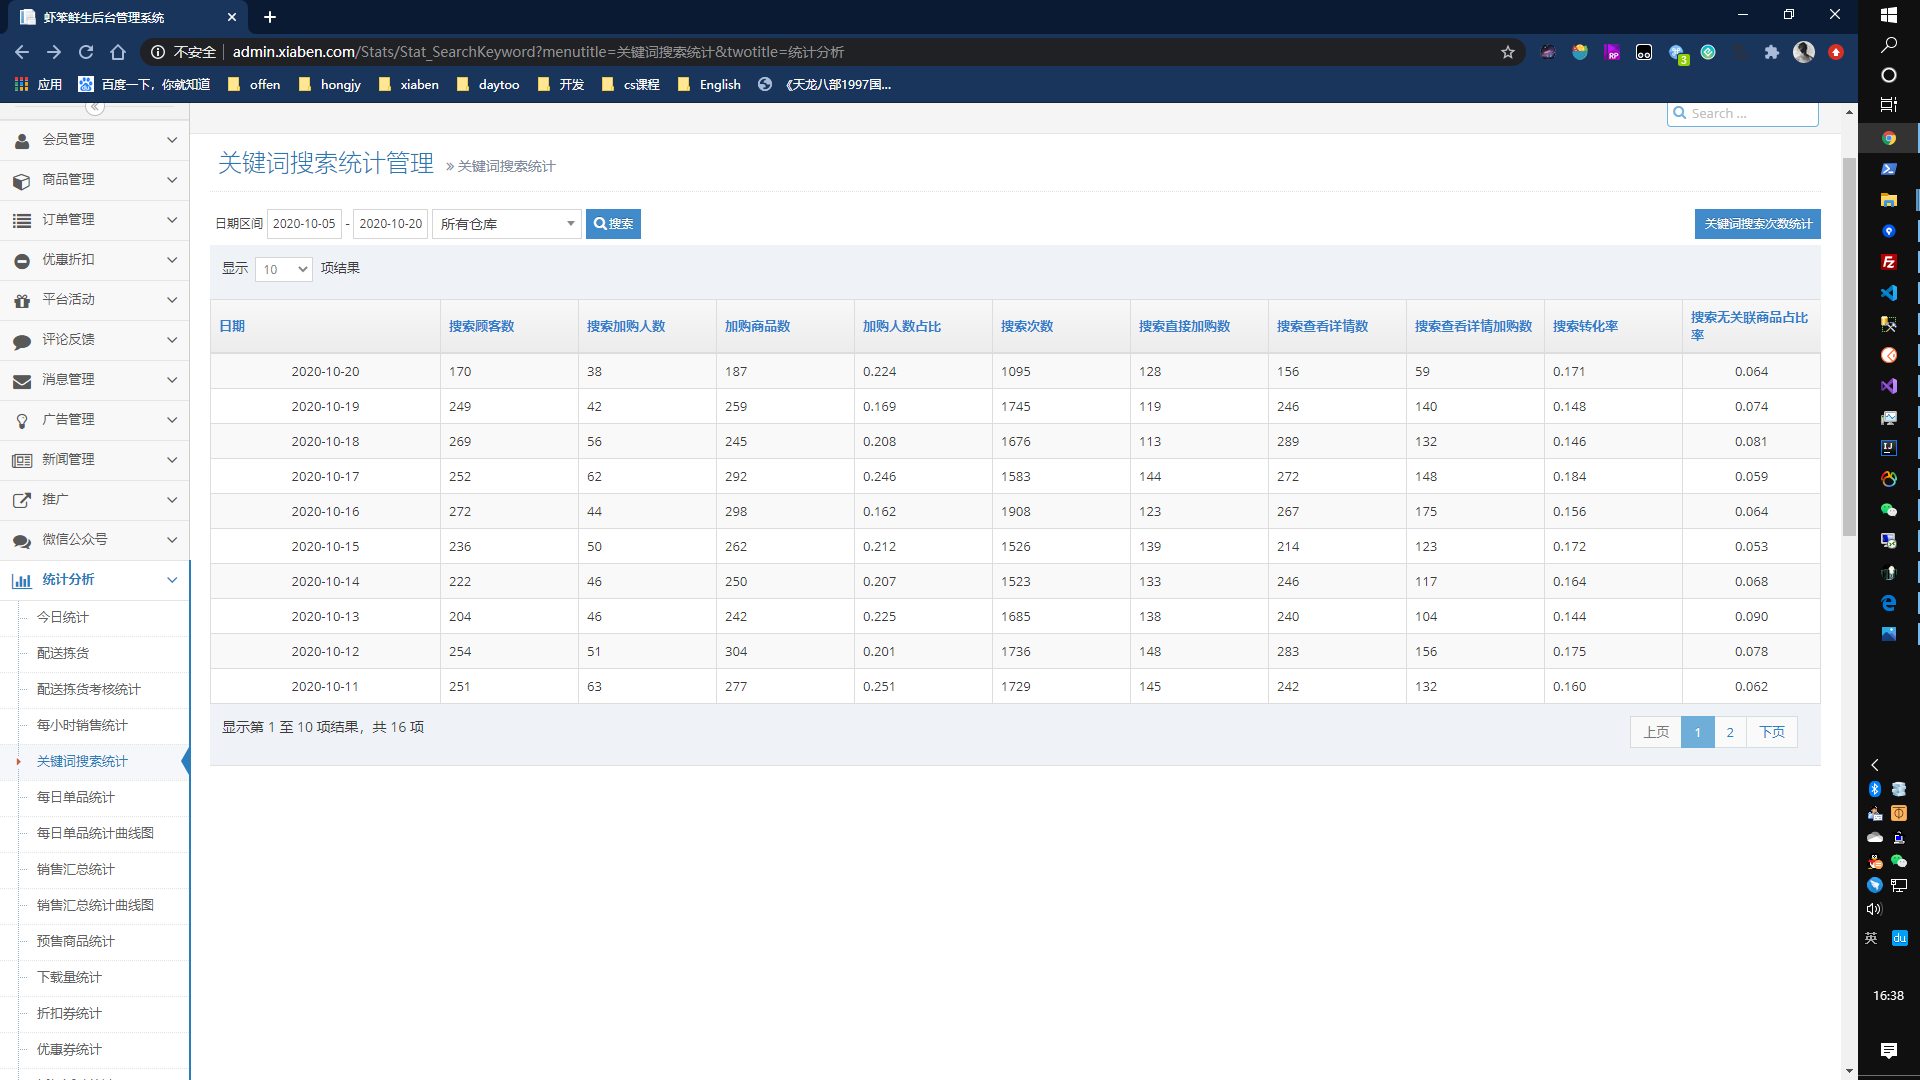 虾笨鲜生后台管理系统
不安全 admin.xiaben.com/Stats/Stat_SearchKeyword?menutitle=关键词搜索统计&twotitle=统计分析
应用 百度一下，你就知道 offen hongjy xiaben daytoo 开发 cs课程 English 《天龙八部1997国...
Search ...
会员管理
商品管理
订单管理
优惠折扣
平台活动
评论反馈
消息管理
广告管理
新闻管理
推广
微信公众号
统计分析
今日统计
配送拣货
配送拣货考核统计
每小时销售统计
关键词搜索统计
每日单品统计
每日单品统计曲线图
销售汇总统计
销售汇总统计曲线图
预售商品统计
下载量统计
折扣券统计
优惠券统计
关键词搜索统计管理 » 关键词搜索统计
日期区间 2020-10-05 - 2020-10-20 所有仓库 搜索 关键词搜索次数统计
显示 10 项结果
日期 搜索顾客数 搜索加购人数 加购商品数 加购人数占比 搜索次数 搜索直接加购数 搜索查看详情数 搜索查看详情加购数 搜索转化率 搜索无关联商品占比率
2020-10-20 170 38 187 0.224 1095 128 156 59 0.171 0.064
2020-10-19 249 42 259 0.169 1745 119 246 140 0.148 0.074
2020-10-18 269 56 245 0.208 1676 113 289 132 0.146 0.081
2020-10-17 252 62 292 0.246 1583 144 272 148 0.184 0.059
2020-10-16 272 44 298 0.162 1908 123 267 175 0.156 0.064
2020-10-15 236 50 262 0.212 1526 139 214 123 0.172 0.053
2020-10-14 222 46 250 0.207 1523 133 246 117 0.164 0.068
2020-10-13 204 46 242 0.225 1685 138 240 104 0.144 0.090
2020-10-12 254 51 304 0.201 1736 148 283 156 0.175 0.078
2020-10-11 251 63 277 0.251 1729 145 242 132 0.160 0.062
显示第 1 至 10 项结果，共 16 项
上页 1 2 下页
英 du
16:38